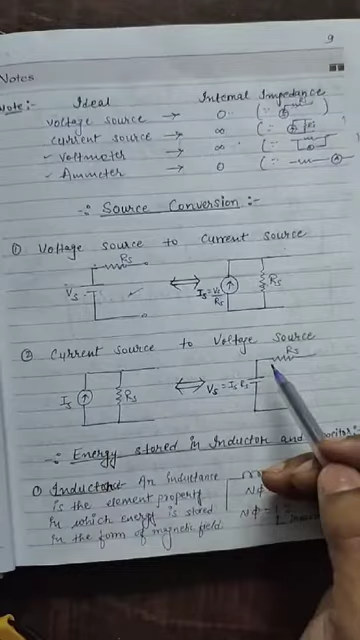 9
Notes
Note:- Ideal Internal Impedance
voltage source → 0 (∵ Rs)
current source → ∞ (∵
✓ Voltmeter → ∞ (∵
✓ Ammeter → 0 (∵ A)
∴ Source Conversion :-
① Voltage source to Current source
Rs
Vs
Is = Vs/Rs
Rs
② Current source to Voltage source
Rs
Is
Rs
Vs = Is Rs
∴ Energy stored in Inductor and
① Inductor An inductance
is the element property
in which energy is stored
in the form of magnetic field.
Nφ
Nφ =